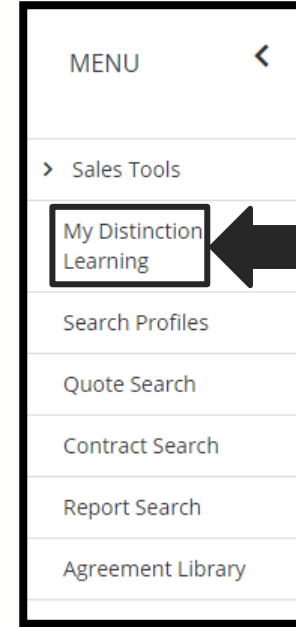 MENU
Sales Tools
My Distinction
Learning
Search Profiles
Quote Search
Contract Search
Report Search
Agreement Library